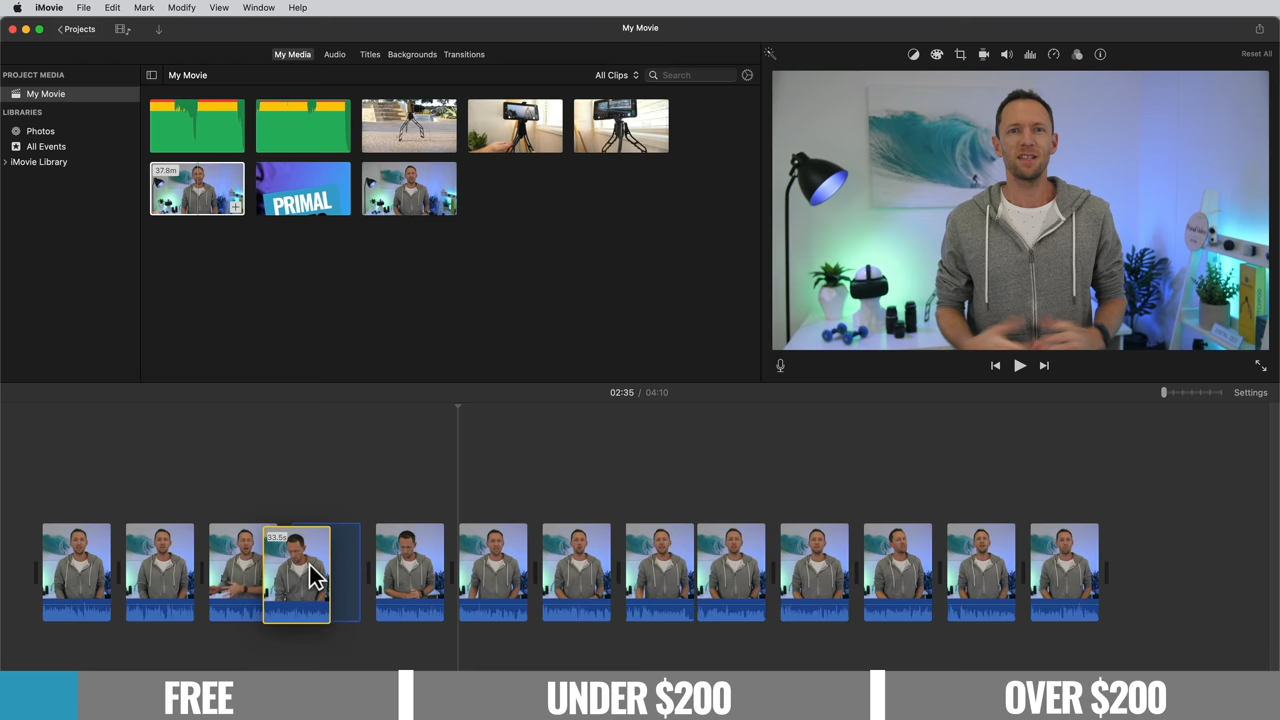 iMovie File Edit Mark Modify View Window Help
Projects
My Movie
My Media Audio Titles Backgrounds Transitions
Reset All
PROJECT MEDIA
My Movie
LIBRARIES
Photos
All Events
iMovie Library
My Movie
All Clips
Search
37.8m
PRIMAL
02:35 / 04:10
Settings
33.5s
FREE
UNDER $200
OVER $200